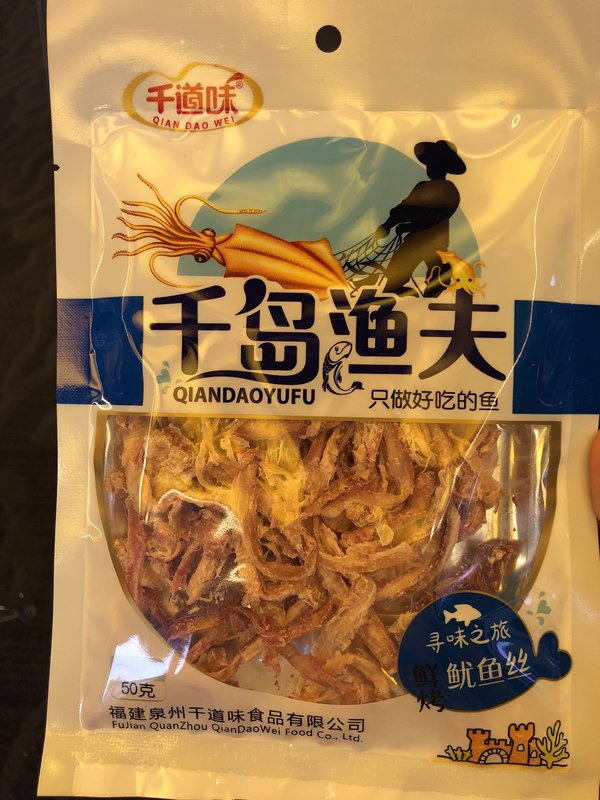 千道味®
QIAN DAO WEI
千岛渔夫
QIANDAOYUFU
只做好吃的鱼
寻味之旅
鲜烤
鱿鱼丝
50克
福建泉州千道味食品有限公司
FuJian QuanZhou QianDaoWei Food Co., Ltd.